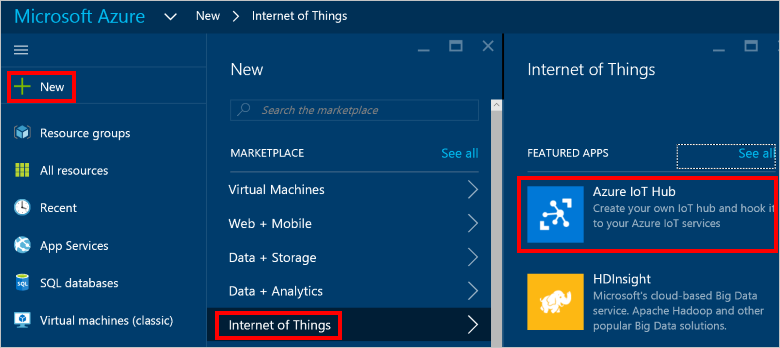 Microsoft Azure New > Internet of Things
New
Resource groups
All resources
Recent
App Services
SQL databases
Virtual machines (classic)
New
Search the marketplace
MARKETPLACE See all
Virtual Machines
Web + Mobile
Data + Storage
Data + Analytics
Internet of Things
Internet of Things
FEATURED APPS See all
Azure IoT Hub
Create your own IoT hub and hook it
to your Azure IoT services
HDInsight
Microsoft's cloud-based Big Data
service. Apache Hadoop and other
popular Big Data solutions.